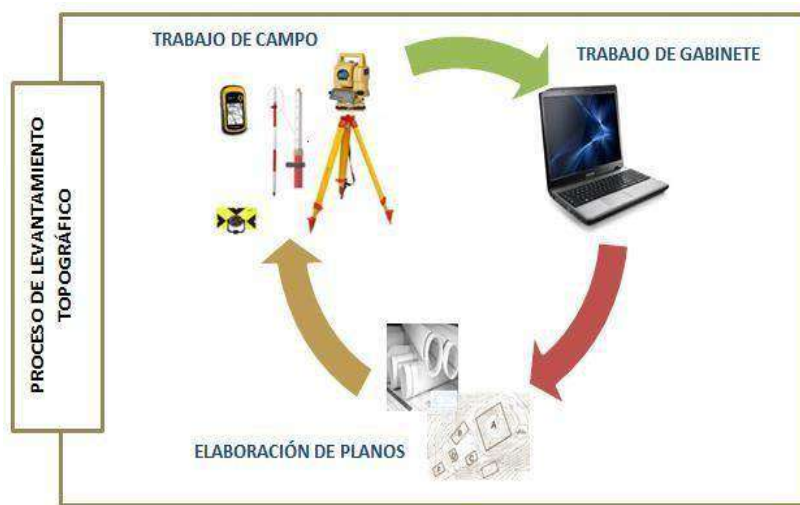 PROCESO DE LEVANTAMIENTO
TOPOGRÁFICO
TRABAJO DE CAMPO
TRABAJO DE GABINETE
ELABORACIÓN DE PLANOS
A